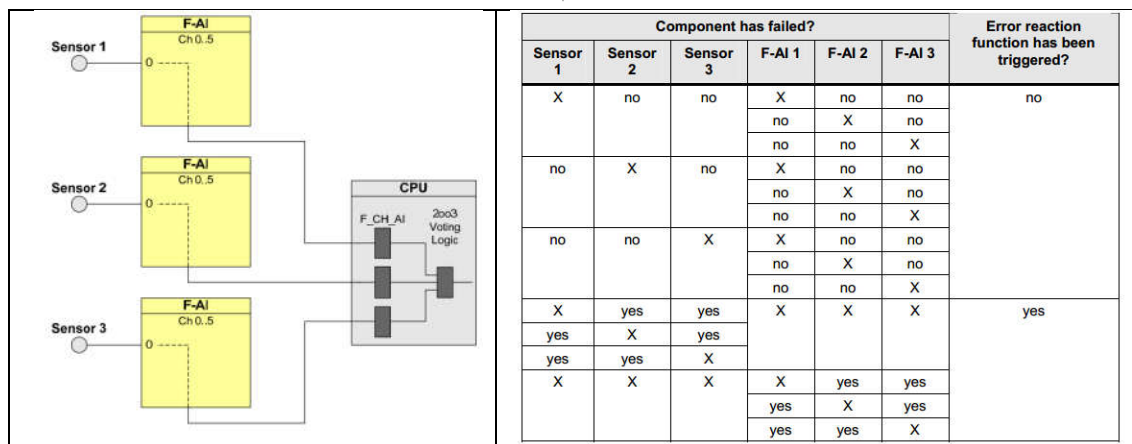 F-AI
Ch 0..5
Sensor 1
0
F-AI
Ch 0..5
Sensor 2
0
CPU
F_CH_AI
2oo3
Voting
Logic
F-AI
Ch 0..5
Sensor 3
0
Component has failed? Error reaction function has been triggered?
Sensor 1 Sensor 2 Sensor 3 F-AI 1 F-AI 2 F-AI 3
X no no X no no no
no X no
no no X
no X no X no no
no X no
no no X
no no X X no no
no X no
no no X
X yes yes X X X yes
yes X yes
yes yes X
X X X X yes yes
yes X yes
yes yes X